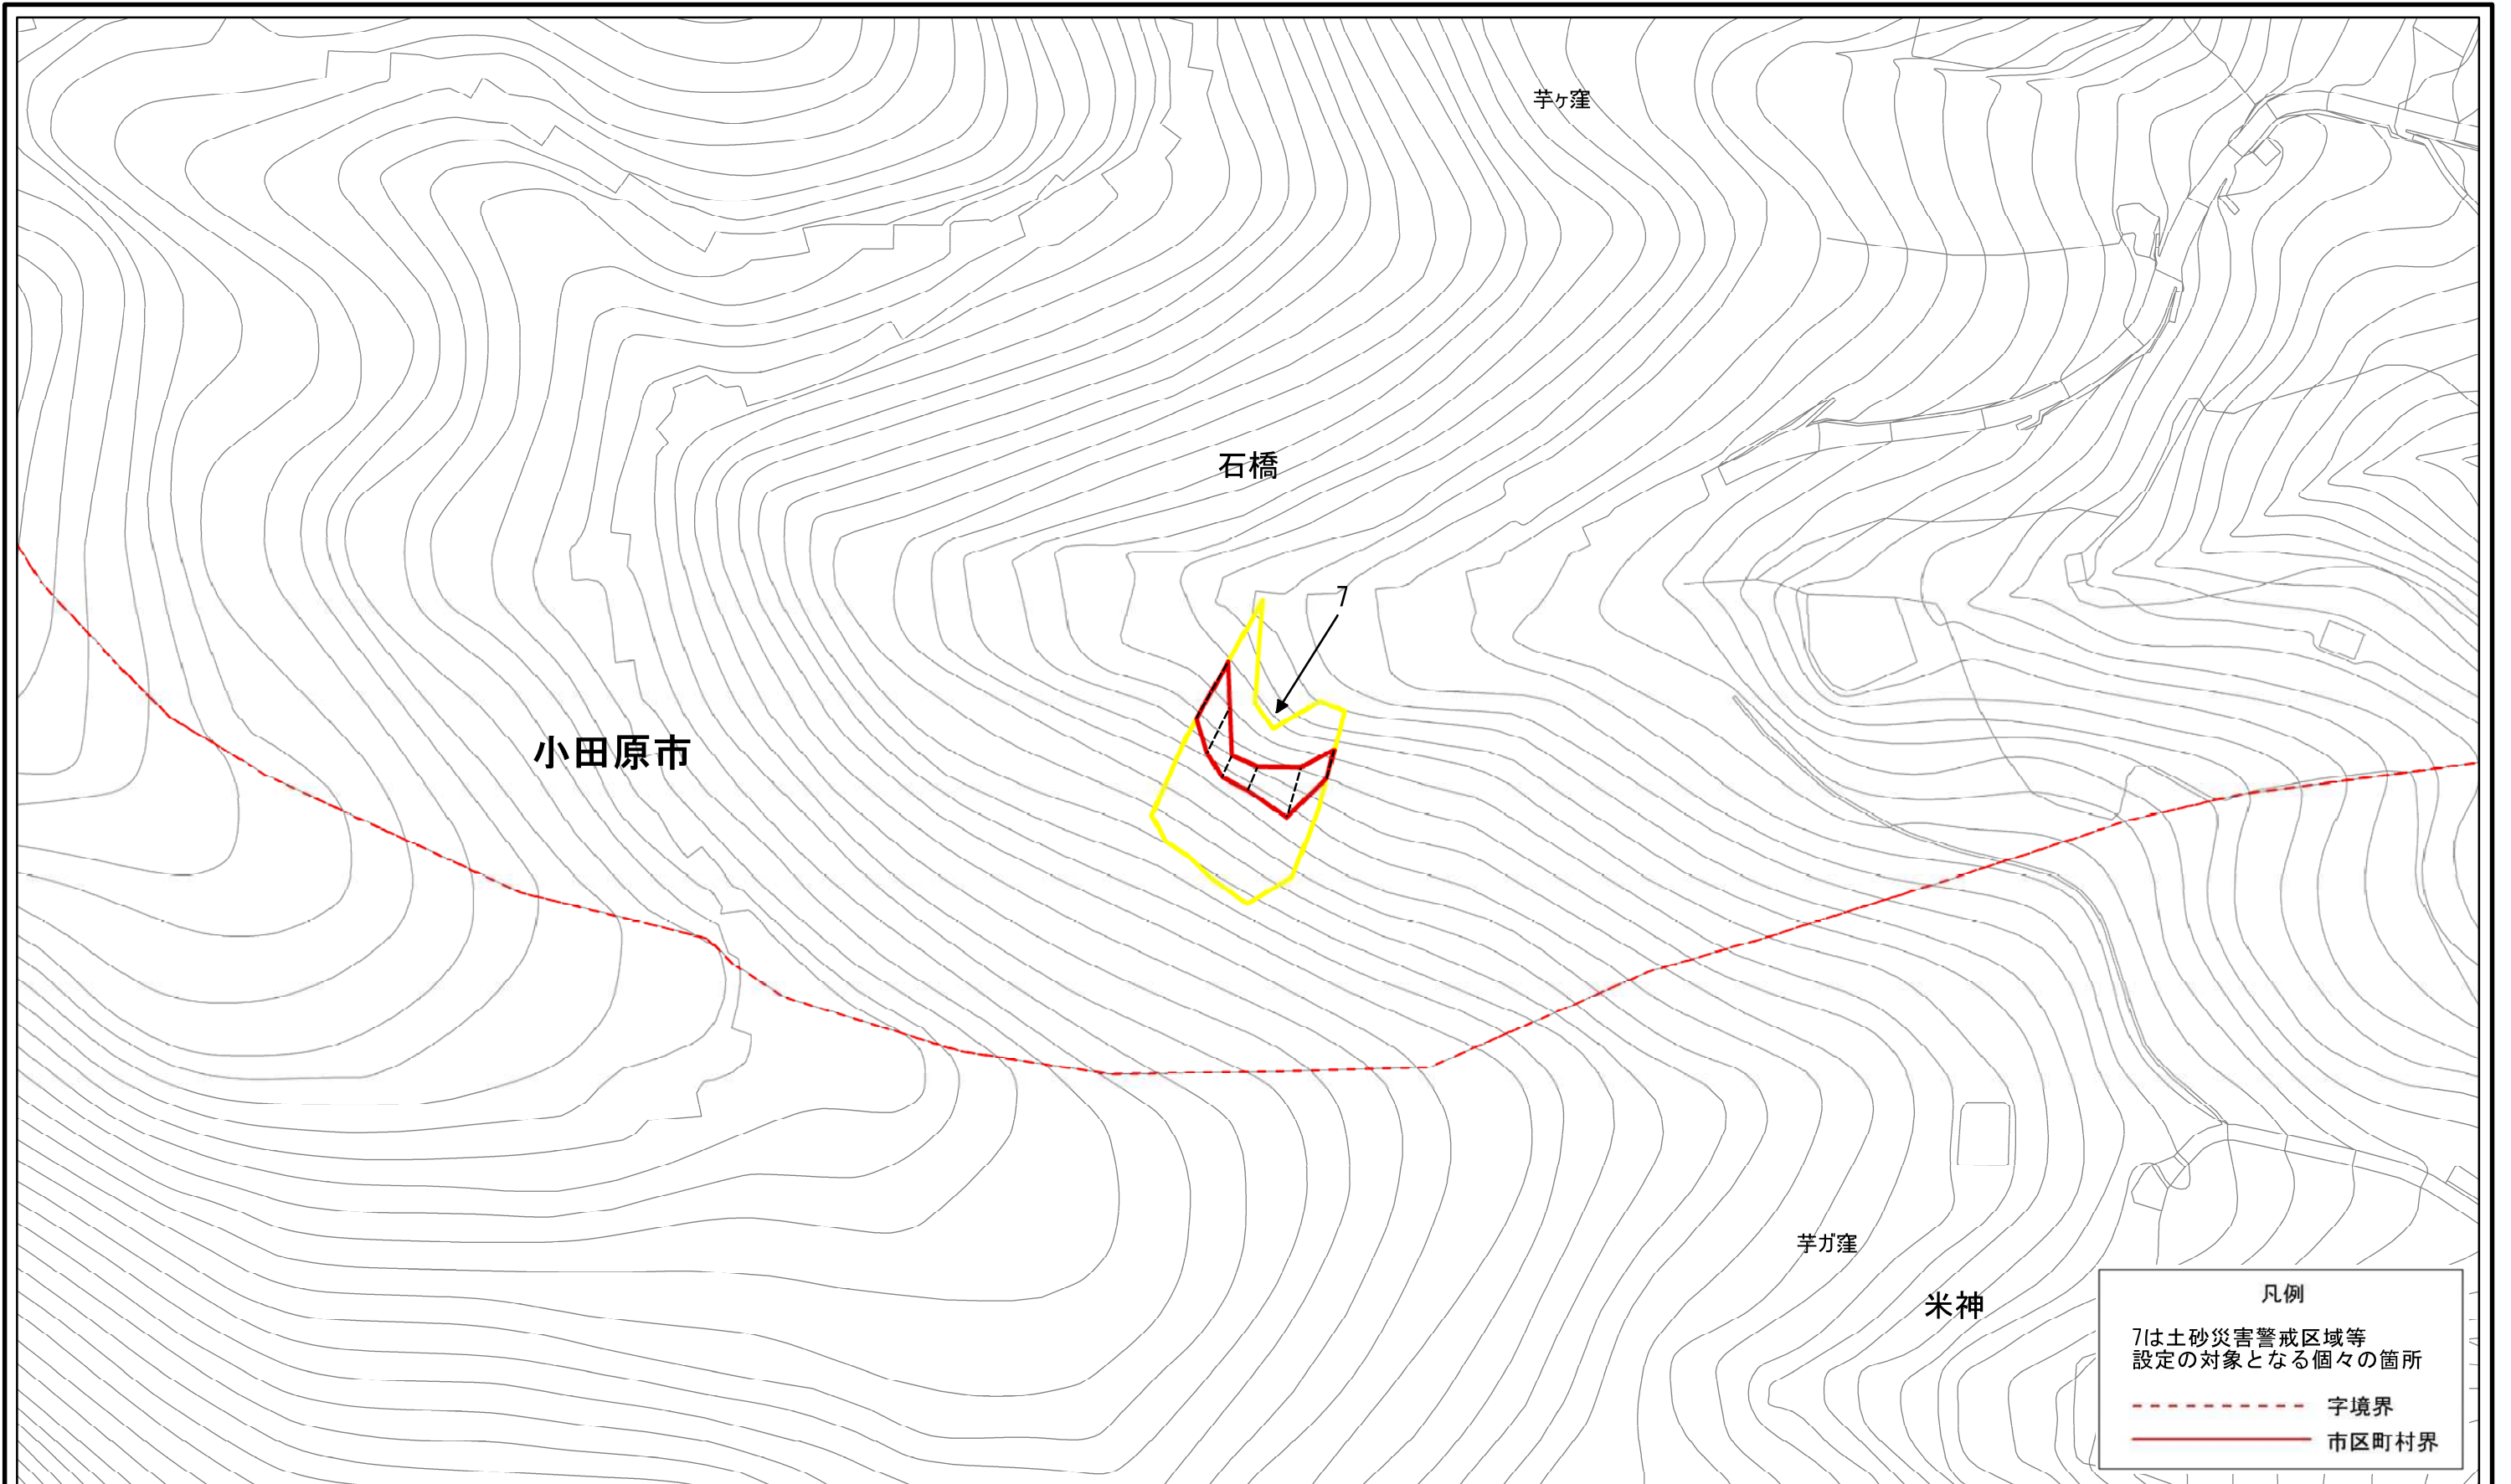 芋ヶ窪
石橋
7
小田原市
芋ガ窪
米神
凡例
7は土砂災害警戒区域等
設定の対象となる個々の箇所
字境界
市区町村界